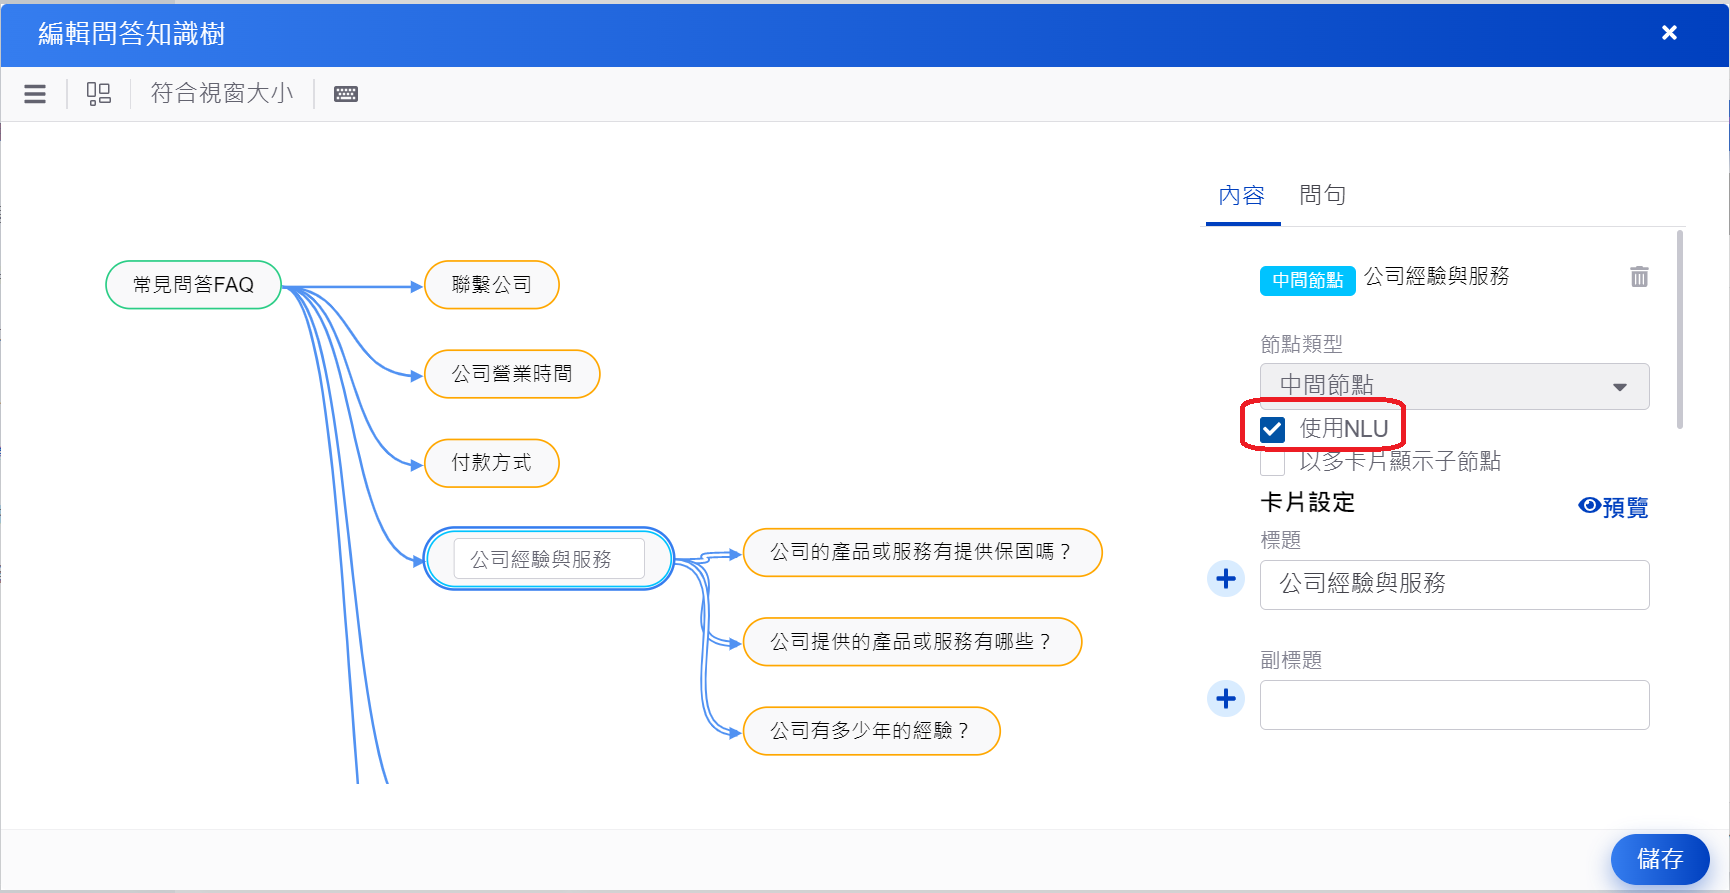 編輯問答知識樹
符合視窗大小
內容 問句
常見問答FAQ
聯繫公司
公司營業時間
付款方式
公司經驗與服務
公司的產品或服務有提供保固嗎？
公司提供的產品或服務有哪些？
公司有多少年的經驗？
中間節點 公司經驗與服務
節點類型
中間節點
使用NLU
以多卡片顯示子節點
卡片設定
預覽
標題
公司經驗與服務
副標題
儲存